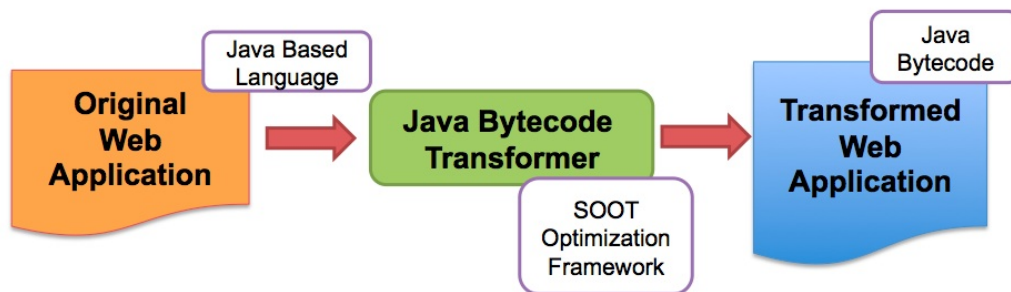 Original
Web
Application
Java Based
Language
Java Bytecode
Transformer
SOOT
Optimization
Framework
Transformed
Web
Application
Java
Bytecode